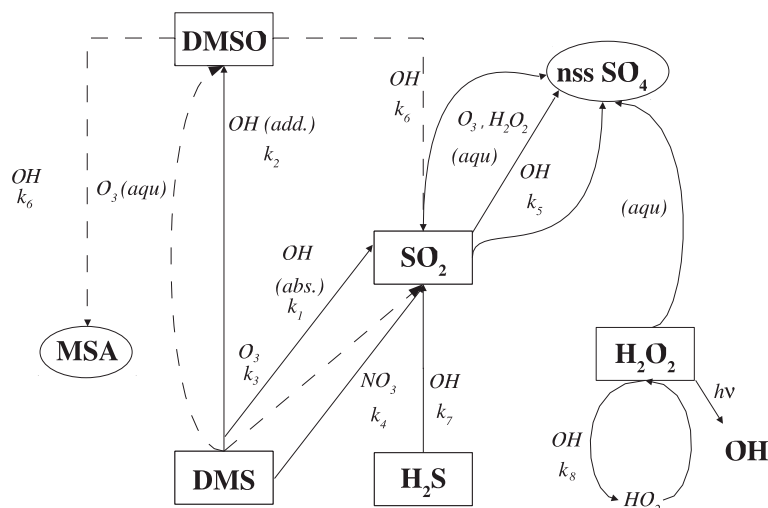 DMSO
nss SO₄
OH
k₆
O₃ , H₂O₂
(aqu)
OH (add.)
k₂
OH
k₅
OH
k₆
O₃ (aqu)
(aqu)
OH
(abs.)
k₁
SO₂
MSA
H₂O₂
O₃
k₃
NO₃
k₄
OH
k₇
hν
OH
k₈
OH
DMS
H₂S
HO₂